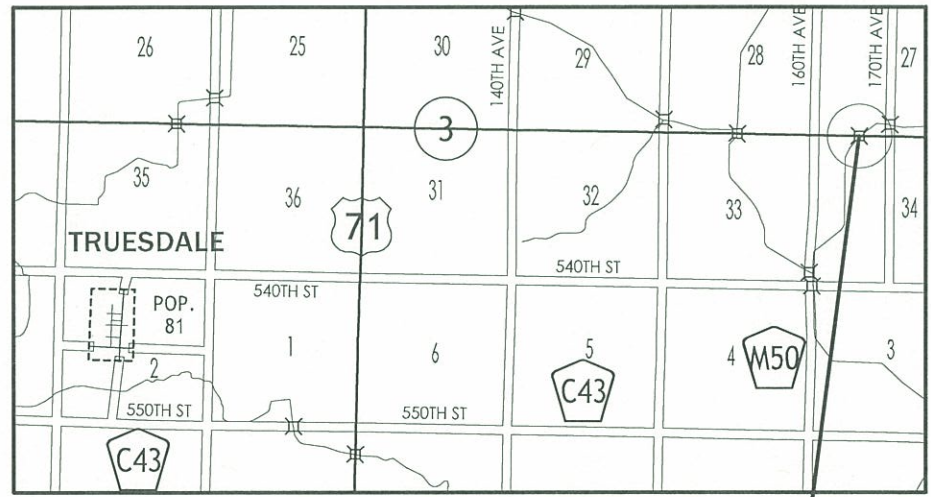 26
25
30
140TH AVE
29
28
160TH AVE
170TH AVE
27
3
35
36
31
32
33
34
71
TRUESDALE
540TH ST
540TH ST
POP.
81
1
6
5
4
M50
3
2
C43
550TH ST
550TH ST
C43